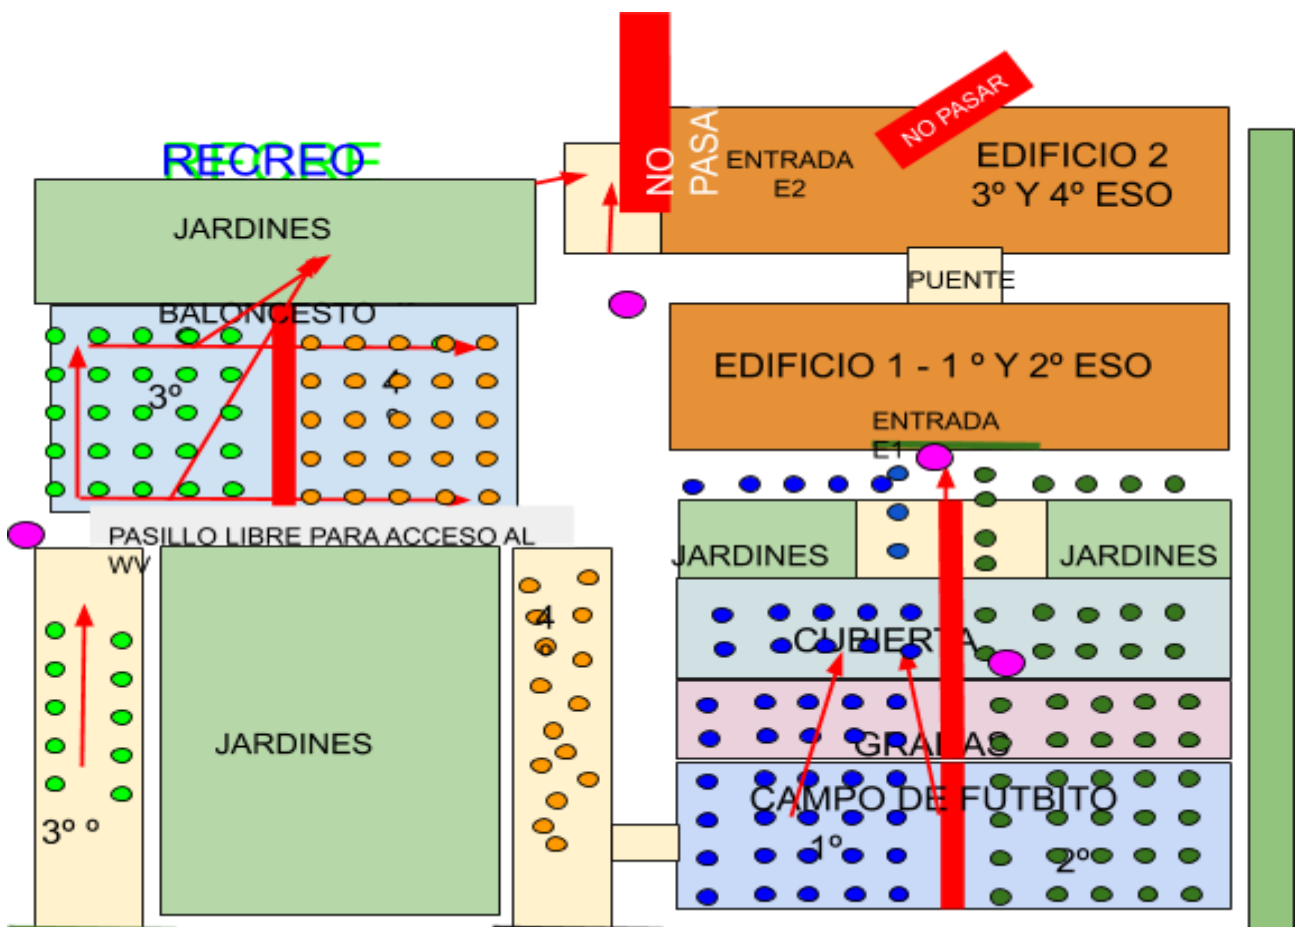 RECREO
NO PASAR
NO
PASA
ENTRADA
E2
EDIFICIO 2
3º Y 4º ESO
JARDINES
PUENTE
BALONCESTO
EDIFICIO 1 - 1 º Y 2º ESO
3º
4
º
ENTRADA
E1
PASILLO LIBRE PARA ACCESO AL
WV
JARDINES
JARDINES
4
º
CUBIERTA
JARDINES
GRADAS
CAMPO DE FUTBITO
3º º
1º
2º